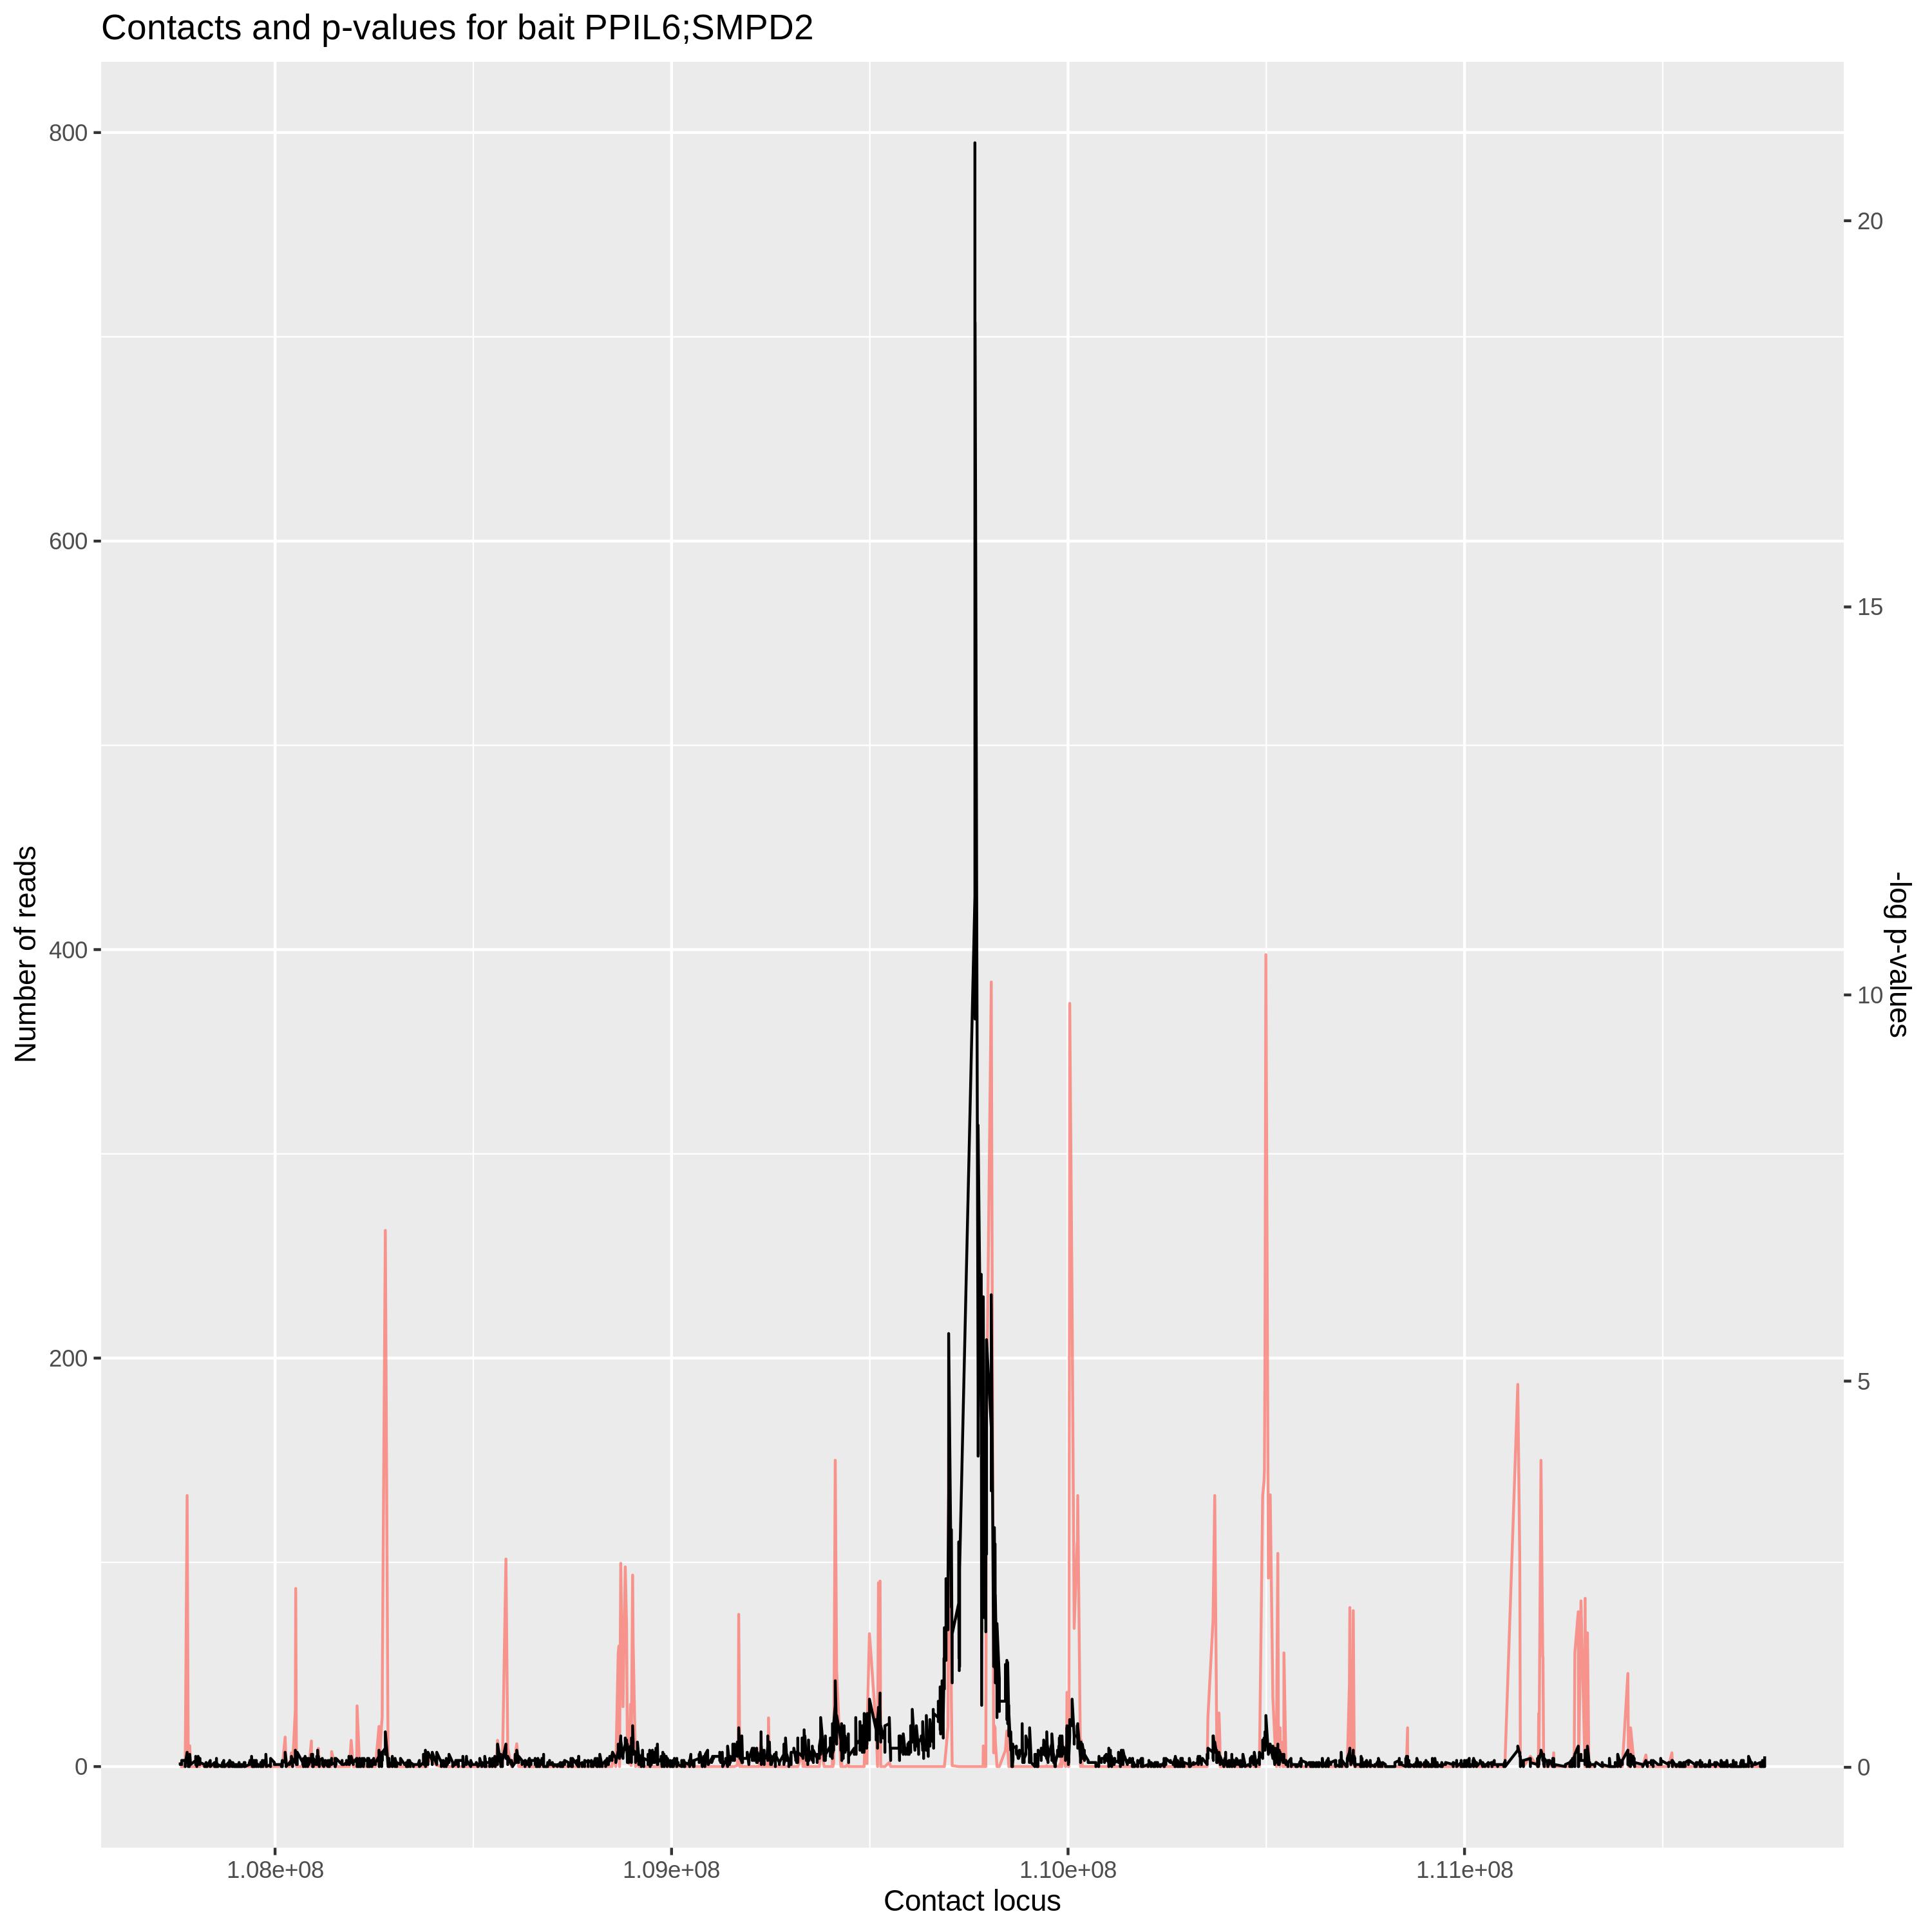 Contacts and p-values for bait PPIL6;SMPD2
800
600
400
200
0
Number of reads
20
15
10
5
0
-log p-values
1.08e+08
1.09e+08
1.10e+08
1.11e+08
Contact locus